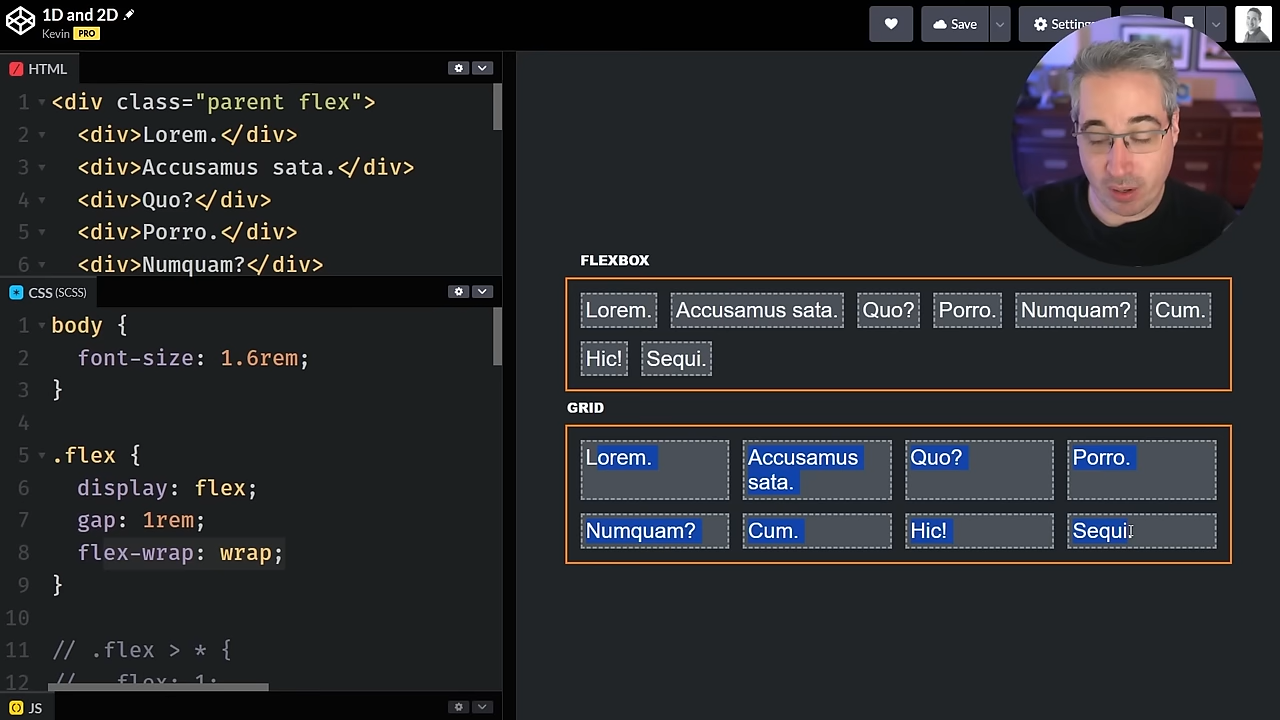 1D and 2D
Kevin PRO
Save
Setting
HTML
1 <div class="parent flex">
2 <div>Lorem.</div>
3 <div>Accusamus sata.</div>
4 <div>Quo?</div>
5 <div>Porro.</div>
6 <div>Numquam?</div>
CSS (SCSS)
1 body {
2 font-size: 1.6rem;
3 }
4
5 .flex {
6 display: flex;
7 gap: 1rem;
8 flex-wrap: wrap;
9 }
10
11 // .flex > * {
12 // flex: 1;
JS
FLEXBOX
Lorem. Accusamus sata. Quo? Porro. Numquam? Cum.
Hic! Sequi.
GRID
Lorem. Accusamus Quo? Porro.
sata.
Numquam? Cum. Hic! Sequi.